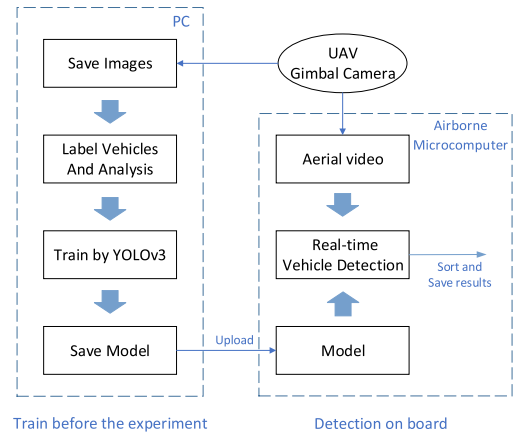 PC
Save Images
UAV
Gimbal Camera
Label Vehicles
And Analysis
Airborne
Microcomputer
Aerial video
Train by YOLOv3
Real-time
Vehicle Detection
Sort and
Save results
Save Model
Upload
Model
Train before the experiment
Detection on board